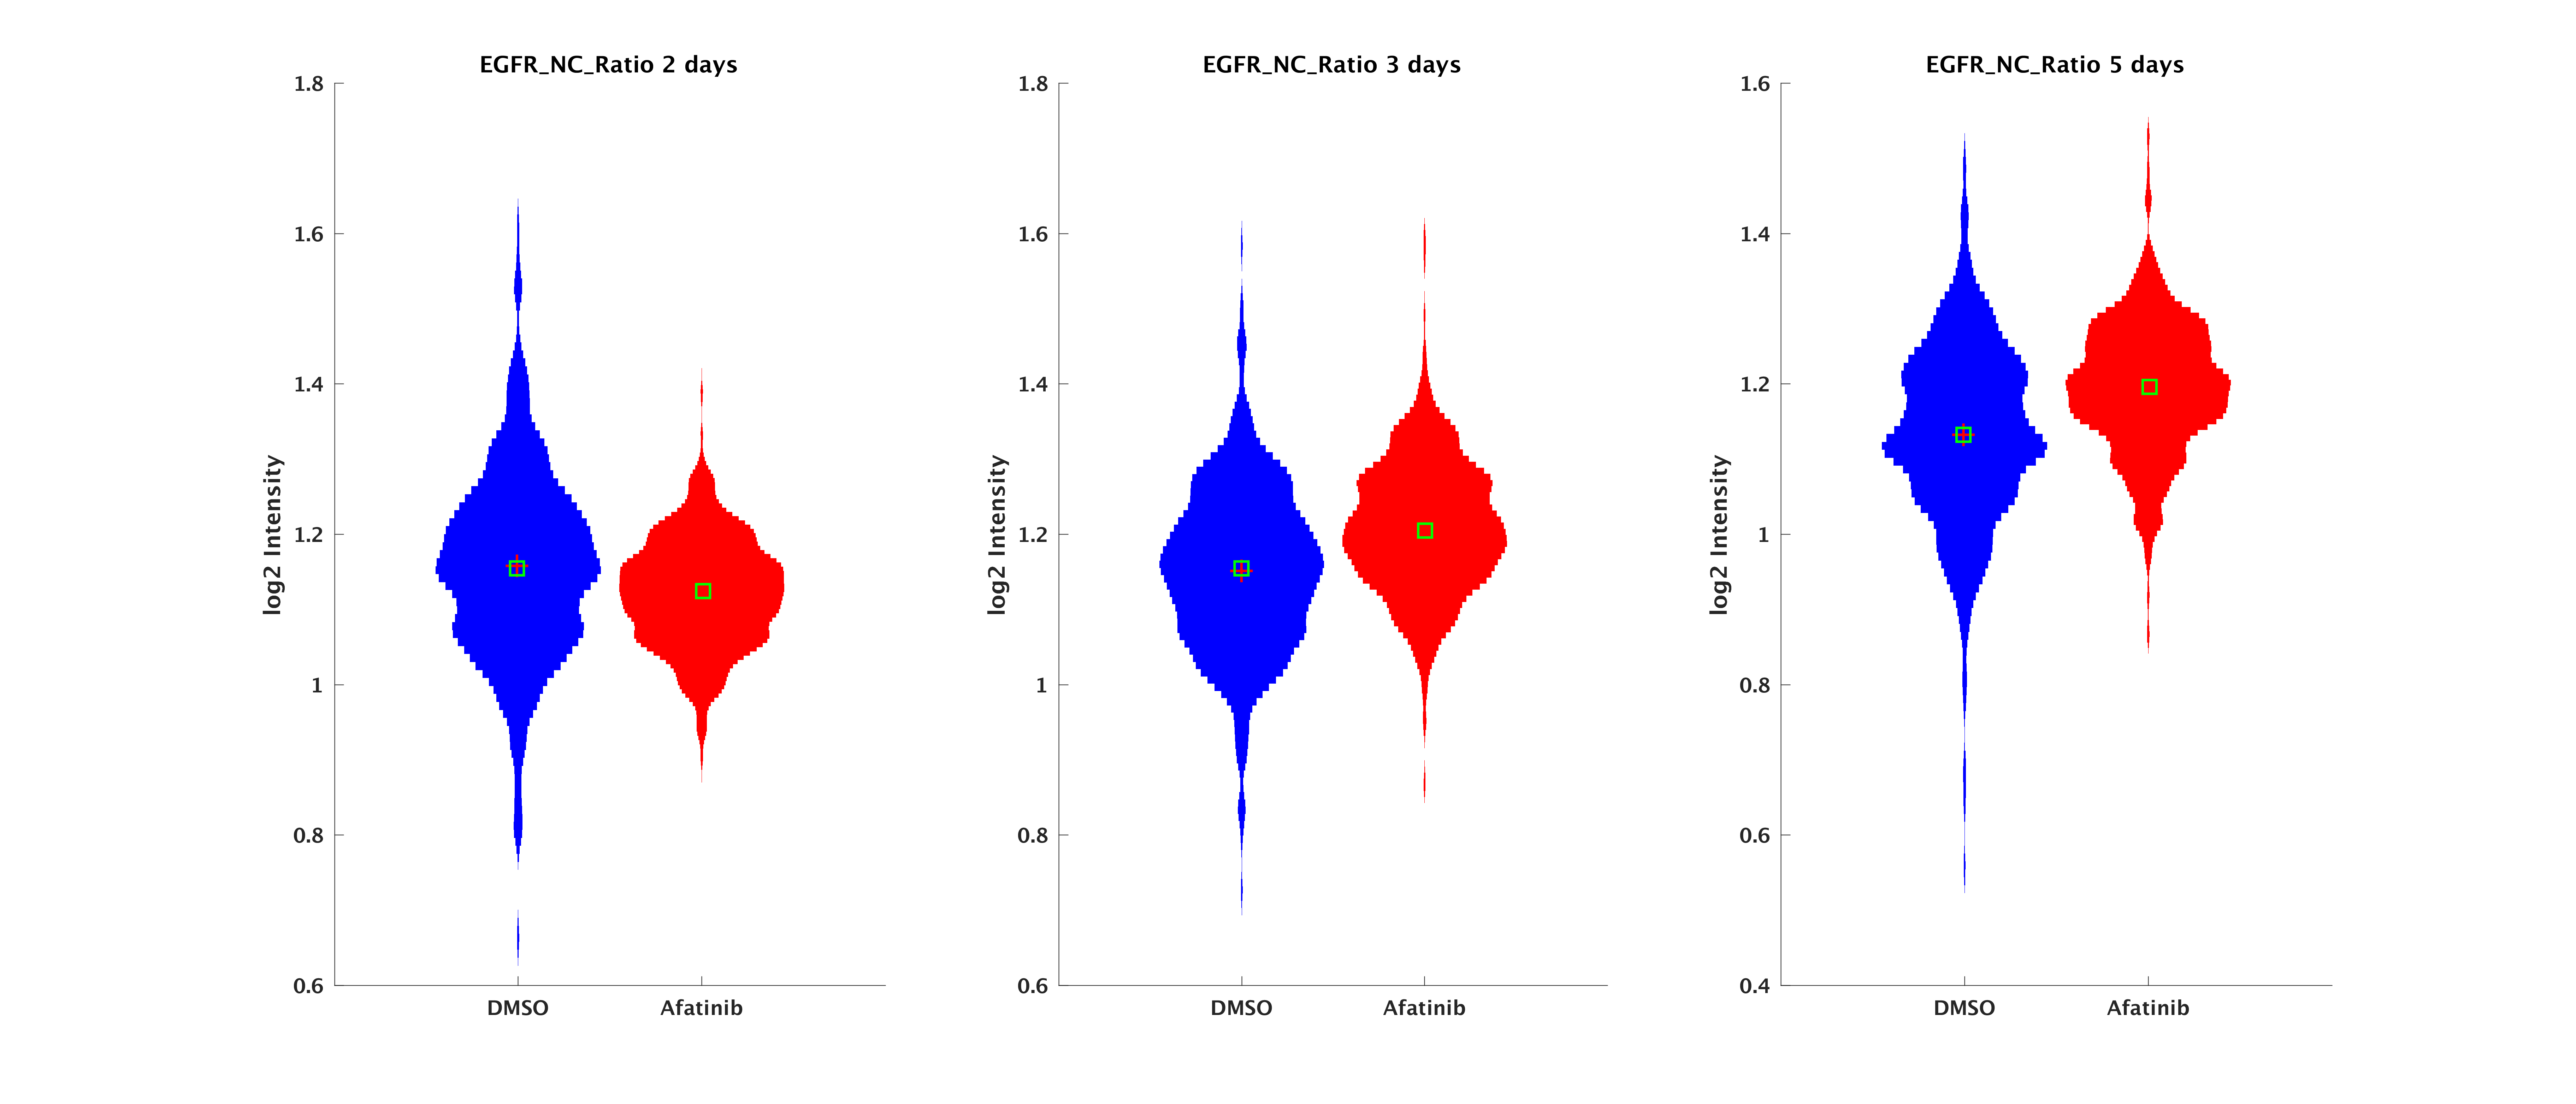 EGFR_NC_Ratio 2 days
1.8
1.6
1.4
1.2
1
0.8
0.6
log2 Intensity
DMSO Afatinib
EGFR_NC_Ratio 3 days
1.8
1.6
1.4
1.2
1
0.8
0.6
log2 Intensity
DMSO Afatinib
EGFR_NC_Ratio 5 days
1.6
1.4
1.2
1
0.8
0.6
0.4
log2 Intensity
DMSO Afatinib